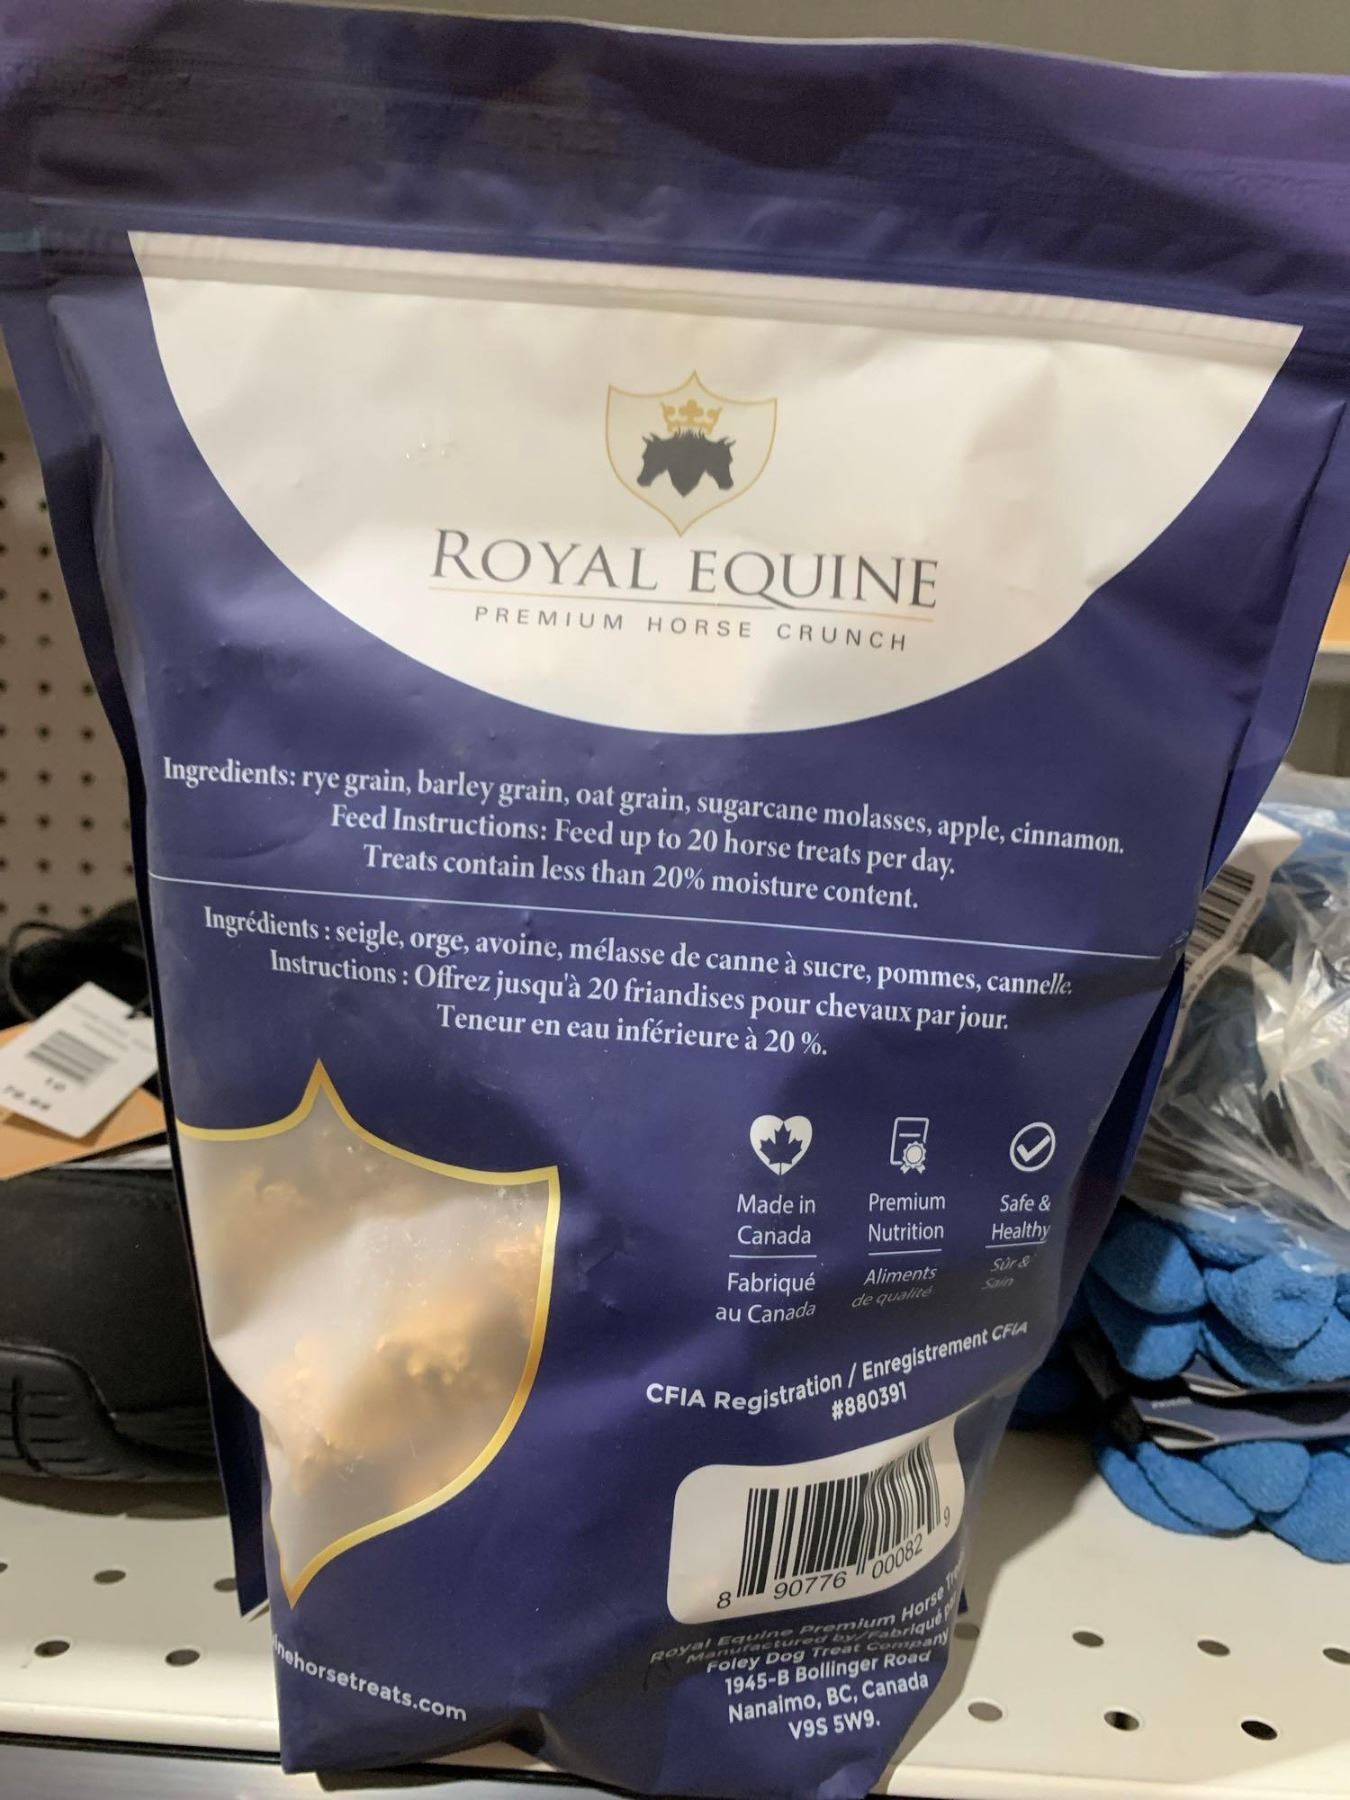 ROYAL EQUINE
PREMIUM HORSE CRUNCH
Ingredients: rye grain, barley grain, oat grain, sugarcane molasses, apple, cinnamon.
Feed Instructions: Feed up to 20 horse treats per day.
Treats contain less than 20% moisture content.
Ingrédients : seigle, orge, avoine, mélasse de canne à sucre, pommes, cannelle.
Instructions : Offrez jusqu'à 20 friandises pour chevaux par jour.
Teneur en eau inférieure à 20 %.
Made in
Canada
Fabriqué
au Canada
Premium
Nutrition
Aliments
de qualité
Safe &
Healthy
Sûr &
Sain
CFIA Registration / Enregistrement CFIA
#880391
8 90776 00082 9
Royal Equine Premium Horse
Manufactured by/Fabriqué
Foley Dog Treat Company
1945-B Bollinger Road
Nanaimo, BC, Canada
V9S 5W9.
inehorsetreats.com